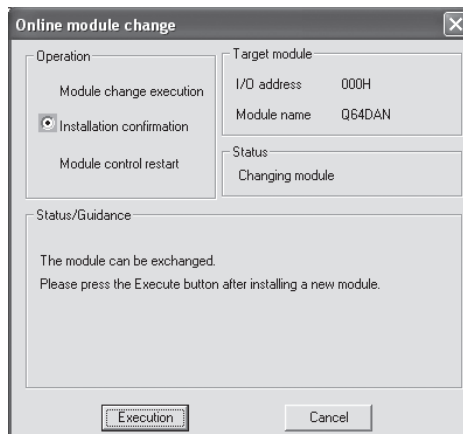 Online module change
Operation
Module change execution
Installation confirmation
Module control restart
Target module
I/O address 000H
Module name Q64DAN
Status
Changing module
Status/Guidance
The module can be exchanged.
Please press the Execute button after installing a new module.
Execution
Cancel